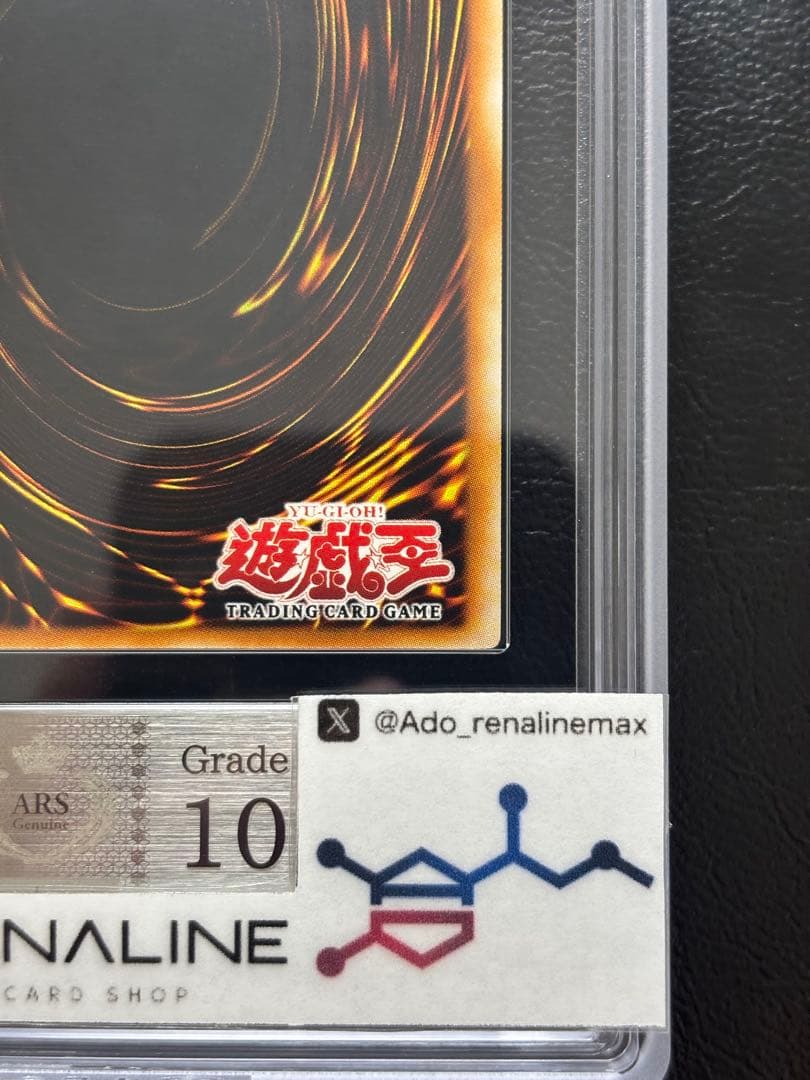 YU-GI-OH!
遊戯王
TRADING CARD GAME
𝕏 @Ado_renalinemax
Grade
10
ARS
Genuine
NALINE
CARD SHOP